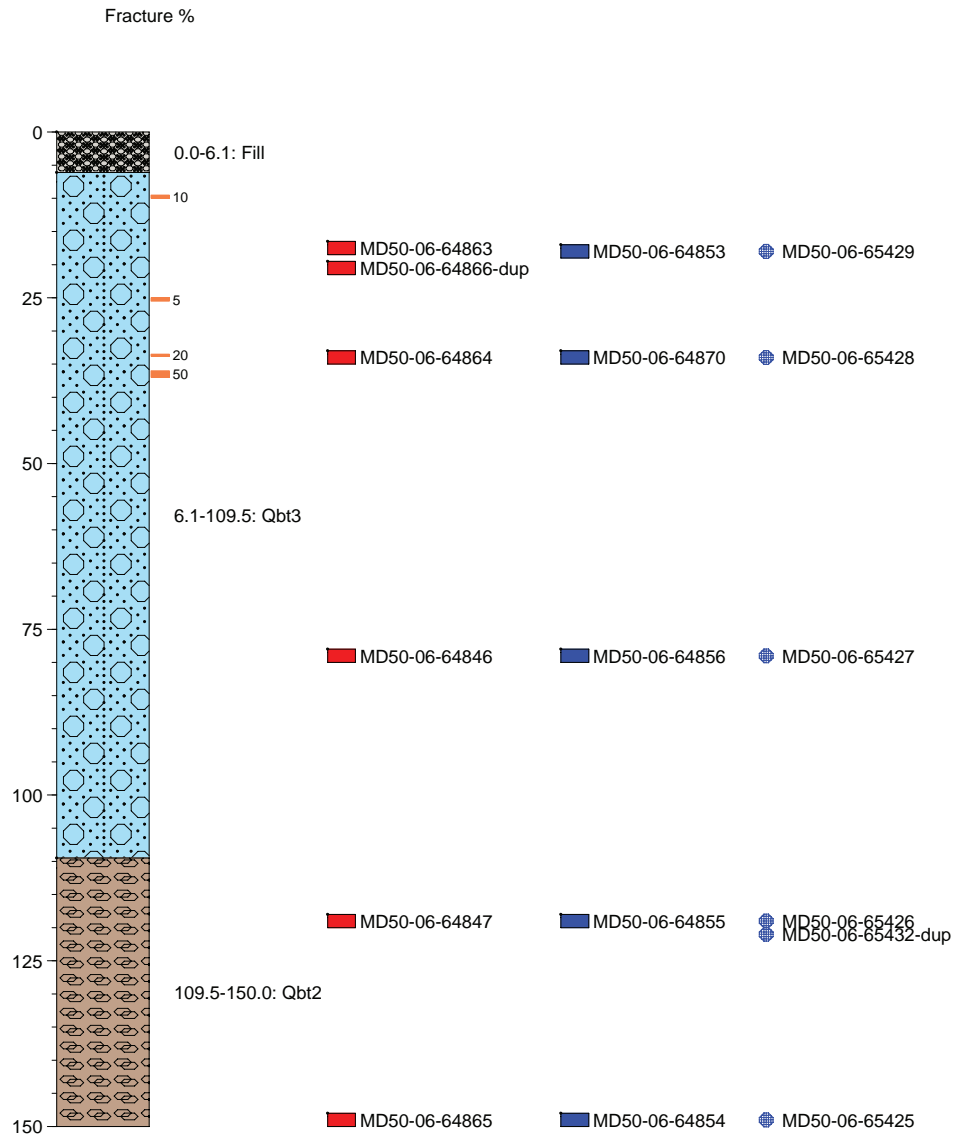 Fracture %
0
0.0-6.1: Fill
10
MD50-06-64863 MD50-06-64853 MD50-06-65429
MD50-06-64866-dup
25
5
20
MD50-06-64864 MD50-06-64870 MD50-06-65428
50
50
6.1-109.5: Qbt3
75
MD50-06-64846 MD50-06-64856 MD50-06-65427
100
MD50-06-64847 MD50-06-64855 MD50-06-65426
MD50-06-65432-dup
125
109.5-150.0: Qbt2
150 MD50-06-64865 MD50-06-64854 MD50-06-65425